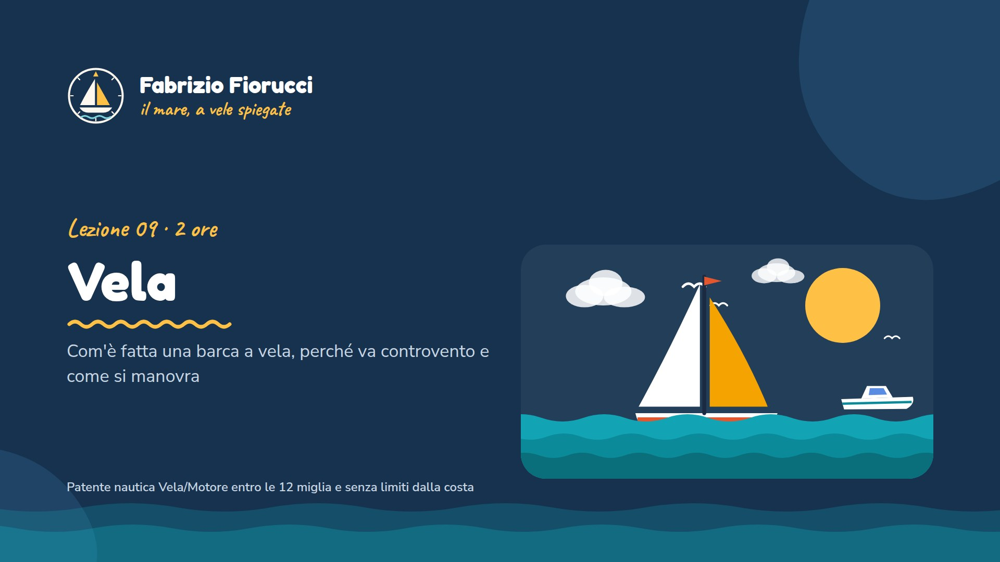 Fabrizio Fiorucci
il mare, a vele spiegate
Lezione 09 · 2 ore
Vela
Com'è fatta una barca a vela, perché va controvento e
come si manovra
Patente nautica Vela/Motore entro le 12 miglia e senza limiti dalla costa